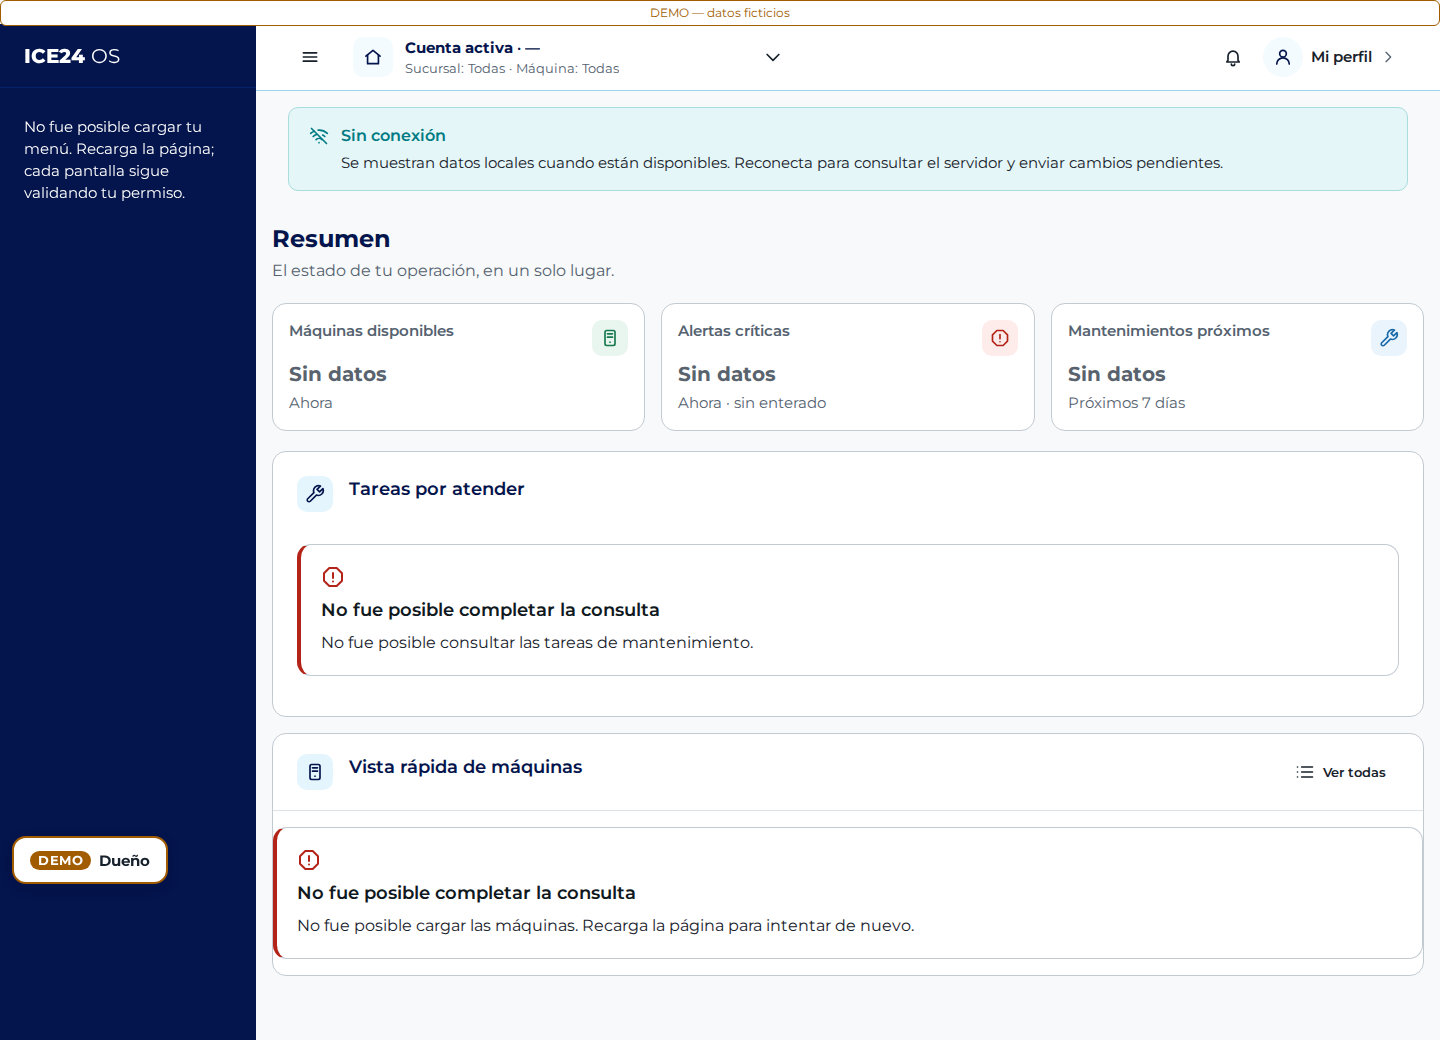 DEMO — datos ficticios
ICE24 OS
Cuenta activa · —
Sucursal: Todas · Máquina: Todas
Mi perfil
No fue posible cargar tu
menú. Recarga la página;
cada pantalla sigue
validando tu permiso.
Sin conexión
Se muestran datos locales cuando están disponibles. Reconecta para consultar el servidor y enviar cambios pendientes.
Resumen
El estado de tu operación, en un solo lugar.
Máquinas disponibles
Sin datos
Ahora
Alertas críticas
Sin datos
Ahora · sin enterado
Mantenimientos próximos
Sin datos
Próximos 7 días
Tareas por atender
No fue posible completar la consulta
No fue posible consultar las tareas de mantenimiento.
Vista rápida de máquinas
Ver todas
No fue posible completar la consulta
No fue posible cargar las máquinas. Recarga la página para intentar de nuevo.
DEMO Dueño